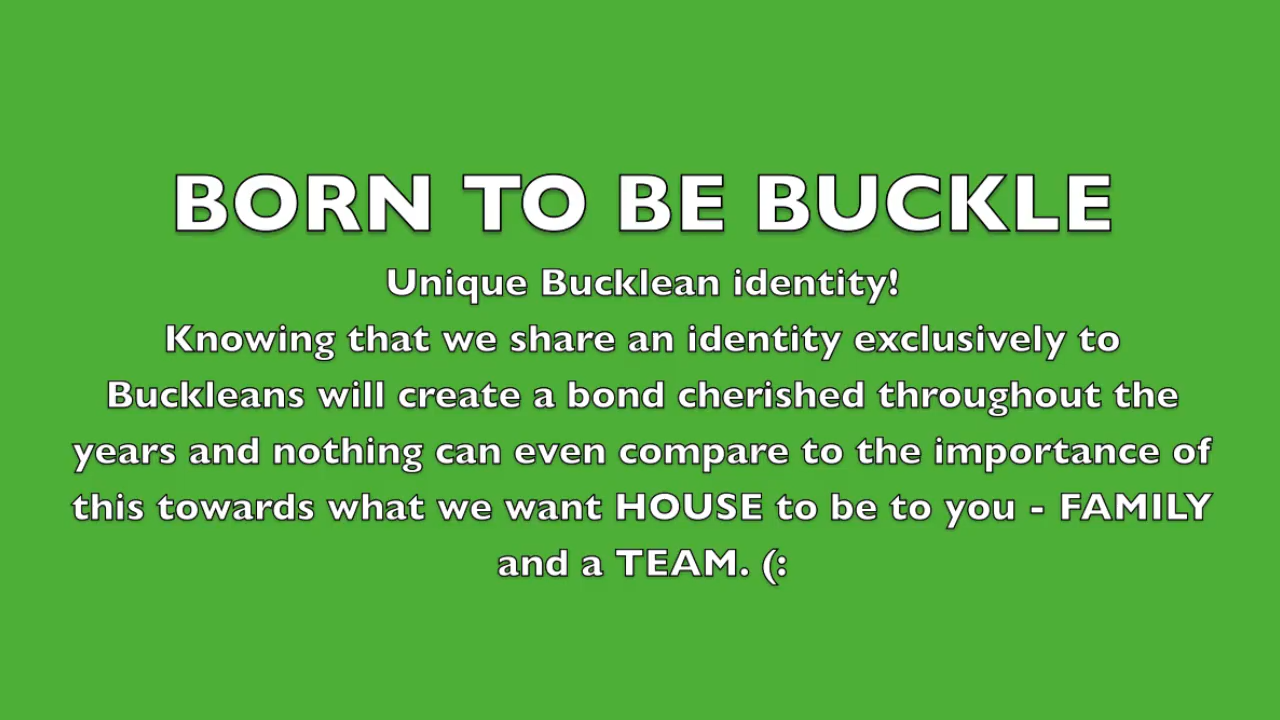 BORN TO BE BUCKLE
Unique Bucklean identity!
Knowing that we share an identity exclusively to
Buckleans will create a bond cherished throughout the
years and nothing can even compare to the importance of
this towards what we want HOUSE to be to you - FAMILY
and a TEAM. (: